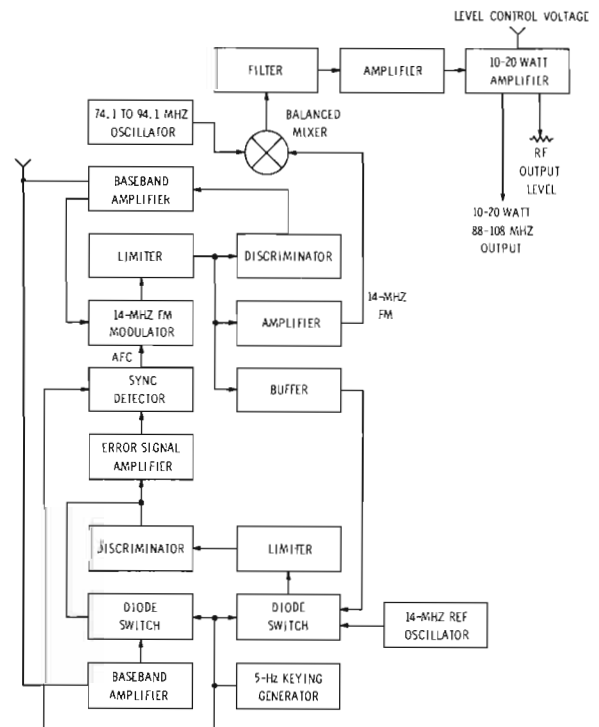 LEVEL CONTROL VOLTAGE
FILTER
AMPLIFIER
10-20 WATT
AMPLIFIER
74.1 TO 94.1 MHZ
OSCILLATOR
BALANCED
MIXER
RF
OUTPUT
LEVEL
10-20 WATT
88-108 MHZ
OUTPUT
BASEBAND
AMPLIFIER
LIMITER
DISCRIMINATOR
14-MHZ FM
MODULATOR
AMPLIFIER
14-MHZ
FM
AFC
SYNC
DETECTOR
BUFFER
ERROR SIGNAL
AMPLIFIER
DISCRIMINATOR
LIMITER
DIODE
SWITCH
DIODE
SWITCH
14-MHZ REF
OSCILLATOR
BASEBAND
AMPLIFIER
5-Hz KEYING
GENERATOR